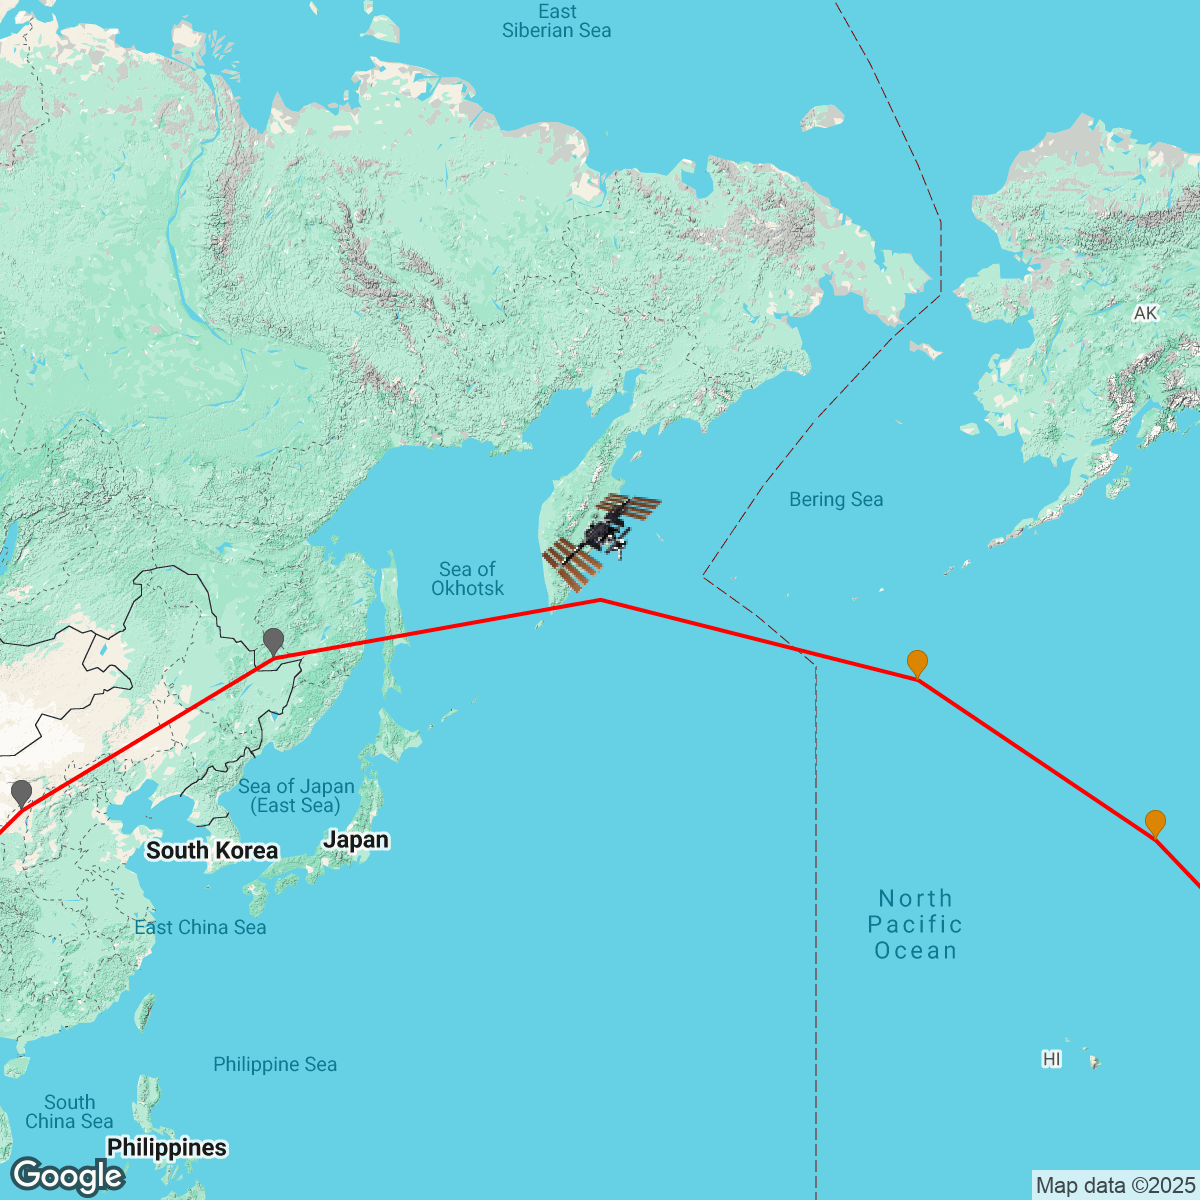 East
Siberian Sea
AK
Bering Sea
Sea of
Okhotsk
Sea of Japan
(East Sea)
Japan
South Korea
North
Pacific
Ocean
East China Sea
HI
Philippine Sea
South
China Sea
Philippines
Google
Map data ©2025